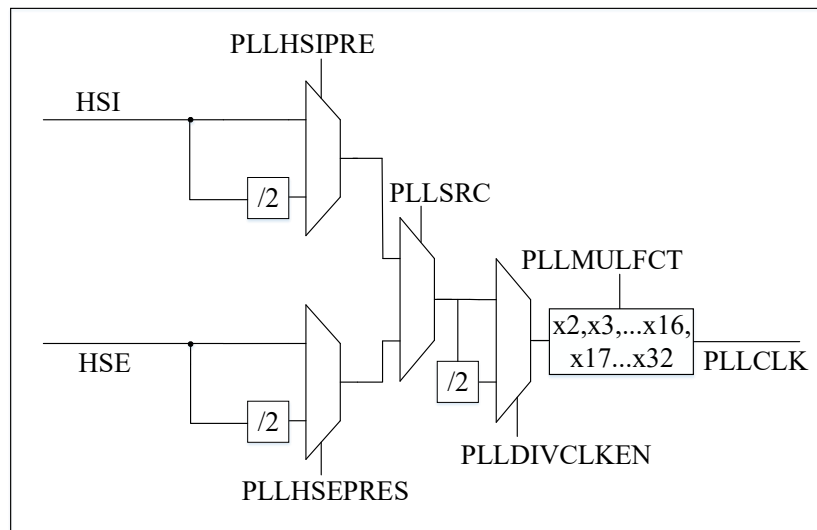 PLLHSIPRE
HSI
/2
PLLSRC
PLLMULFCT
x2,x3,...x16,
x17...x32
PLLCLK
HSE
/2
/2
PLLDIVCLKEN
PLLHSEPRES